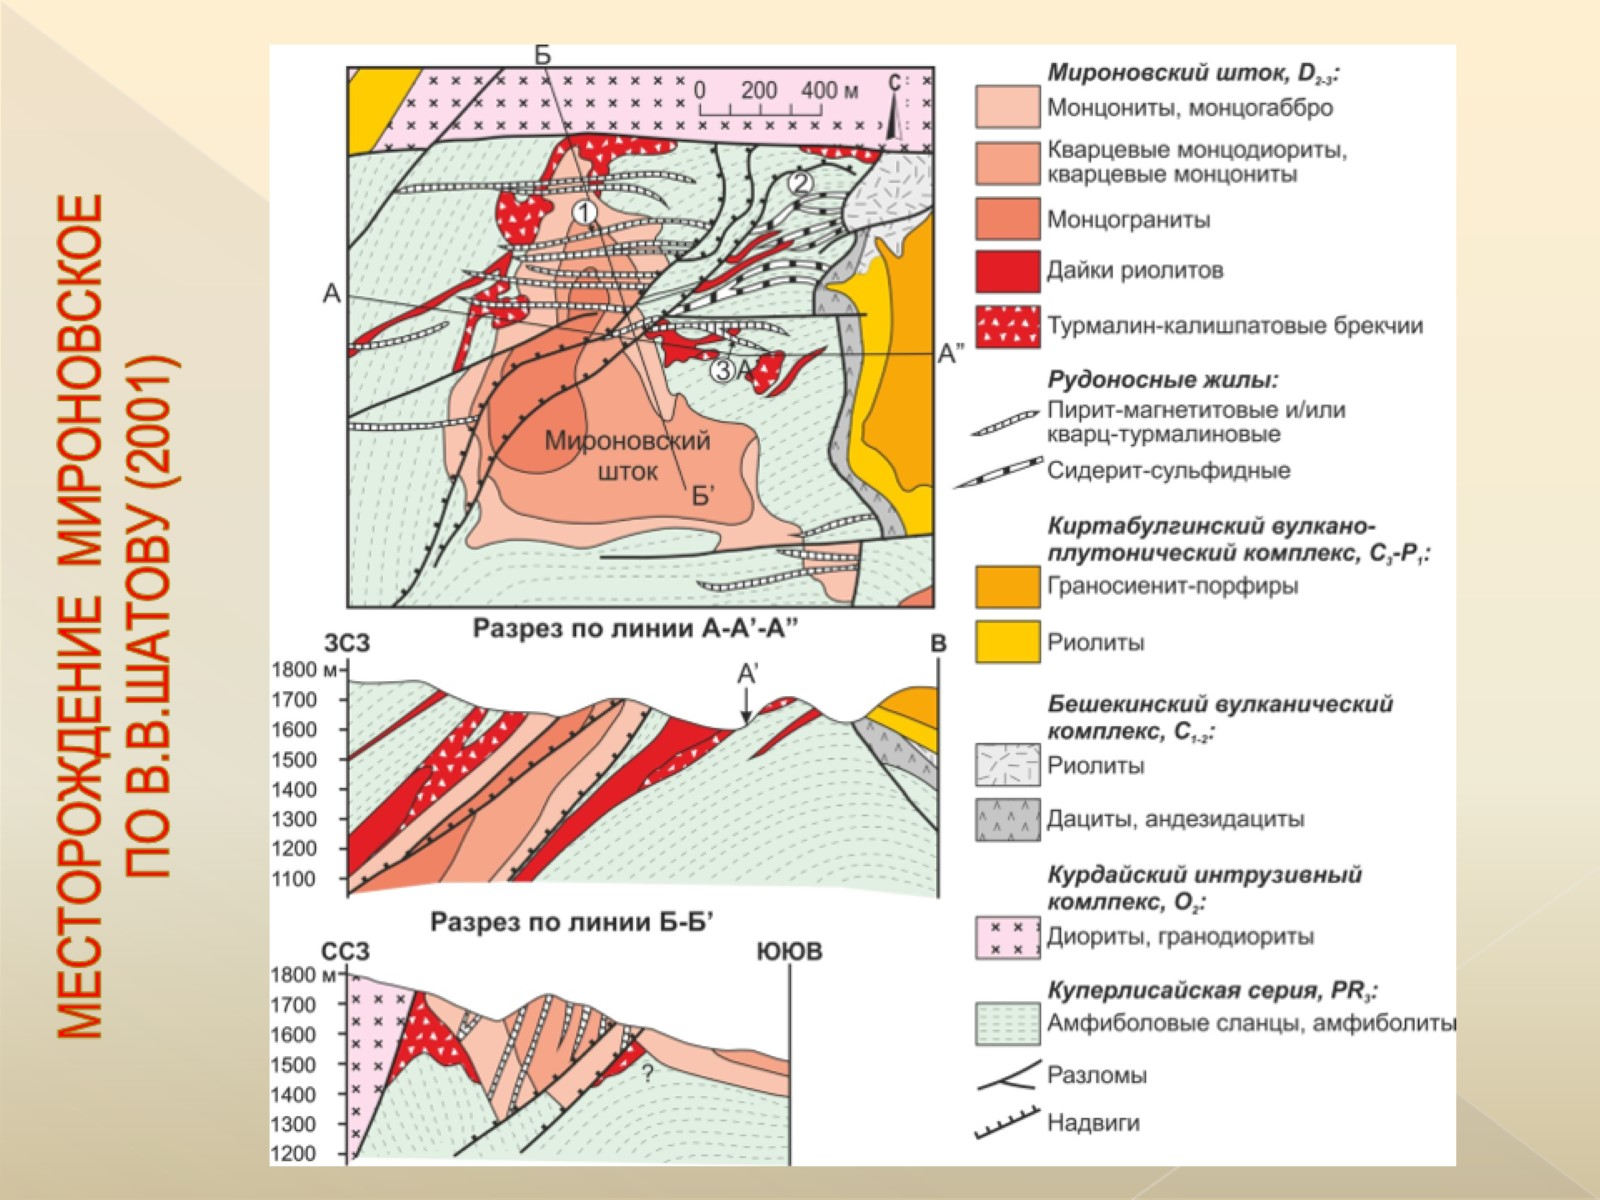 МЕСТОРОЖДЕНИЕ МИРОНОВСКОЕ
ПО В.В.ШАТОВУ (2001)
Б
0 200 400 м
С
1
2
А
А”
3
А’
Мироновский
шток
Б’
Разрез по линии А-А’-А”
ЗСЗ
В
А’
1800 м
1700
1600
1500
1400
1300
1200
1100
Разрез по линии Б-Б’
ССЗ
ЮЮВ
1800 м
1700
1600
1500
1400
1300
1200
?
Мироновский шток, D2-3:
Монцониты, монцогаббро
Кварцевые монцодиориты,
кварцевые монцониты
Монцограниты
Дайки риолитов
Турмалин-калишпатовые брекчии
Рудоносные жилы:
Пирит-магнетитовые и/или
кварц-турмалиновые
Сидерит-сульфидные
Киртабулгинский вулкано-
плутонический комплекс, C3-P1:
Граносиенит-порфиры
Риолиты
Бешекинский вулканический
комплекс, C1-2:
Риолиты
Дациты, андезидациты
Курдайский интрузивный
комлпекс, O2:
Диориты, гранодиориты
Куперлисайская серия, PR3:
Амфиболовые сланцы, амфиболиты
Разломы
Надвиги